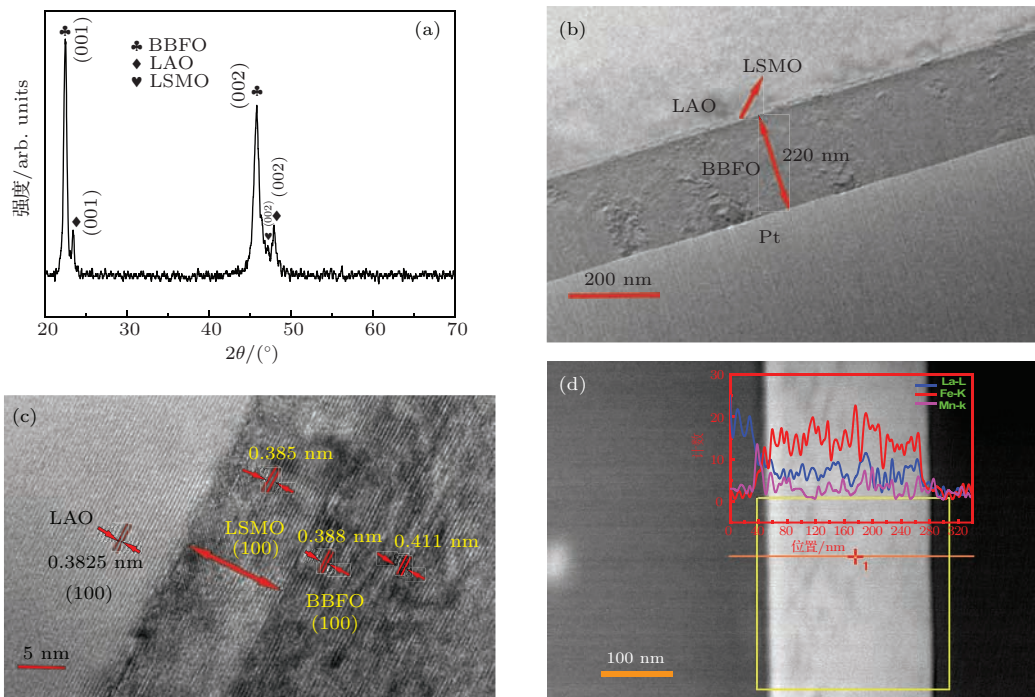 (a)
♣
(001)
♦
(001)
♣ BBFO
♦ LAO
♥ LSMO
(002)
♣
(002)
♥
♦
(002)
强度/arb. units
20 30 40 50 60 70
2θ/(°)
(b)
LSMO
LAO
BBFO
220 nm
Pt
200 nm
(c)
0.385 nm
LAO
0.3825 nm
(100)
LSMO
(100)
0.388 nm
0.411 nm
BBFO
(100)
5 nm
(d)
La-L
Fe-K
Mn-k
30
20
10
0
0 40 80 120 160 200 240 280 320
位置/nm
1
100 nm